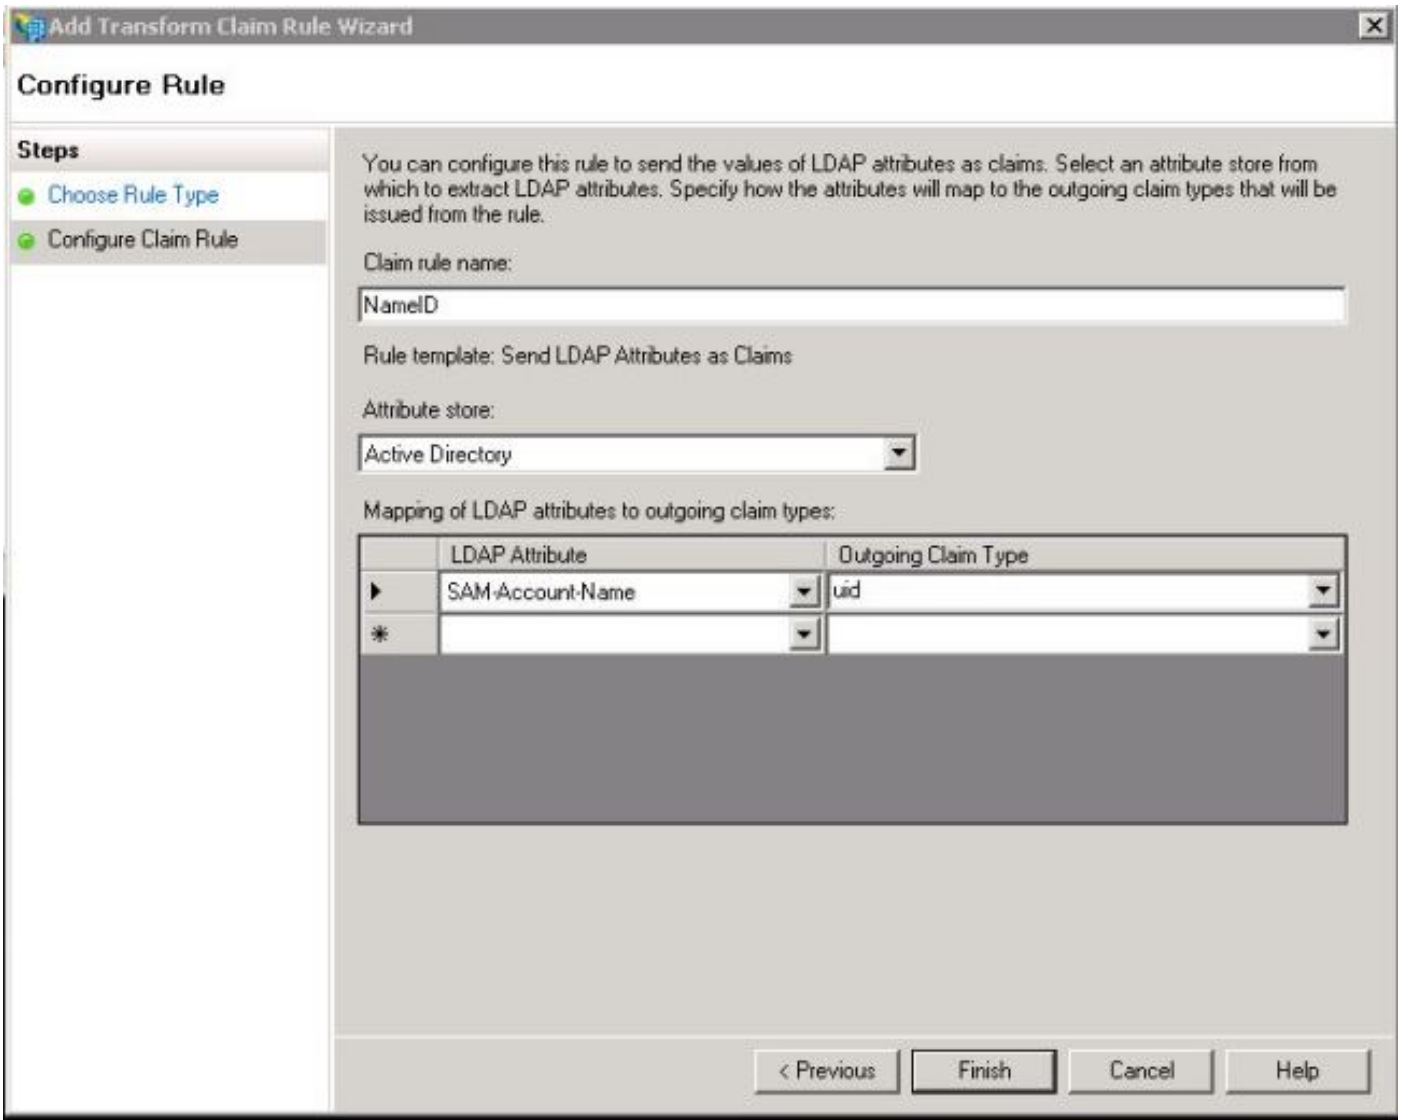 Add Transform Claim Rule Wizard
Configure Rule
Steps
Choose Rule Type
Configure Claim Rule
You can configure this rule to send the values of LDAP attributes as claims. Select an attribute store from
which to extract LDAP attributes. Specify how the attributes will map to the outgoing claim types that will be
issued from the rule.
Claim rule name:
NameID
Rule template: Send LDAP Attributes as Claims
Attribute store:
Active Directory
Mapping of LDAP attributes to outgoing claim types:
LDAP Attribute Outgoing Claim Type
SAM-Account-Name uid
*
< Previous Finish Cancel Help